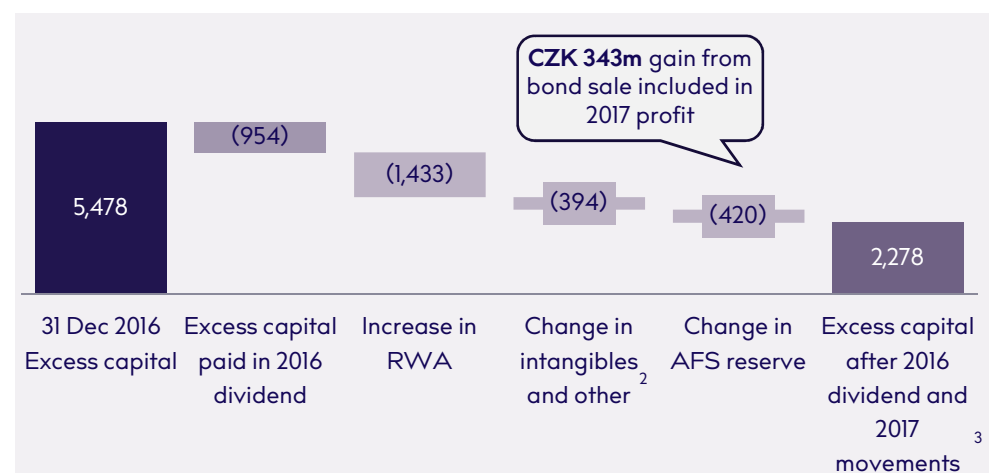 CZK 343m gain from
bond sale included in
2017 profit
5,478
(954)
(1,433)
(394)
(420)
2,278
31 Dec 2016
Excess capital
Excess capital
paid in 2016
dividend
Increase in
RWA
Change in
intangibles
and other 2
Change in
AFS reserve
Excess capital
after 2016
dividend and
2017
movements 3